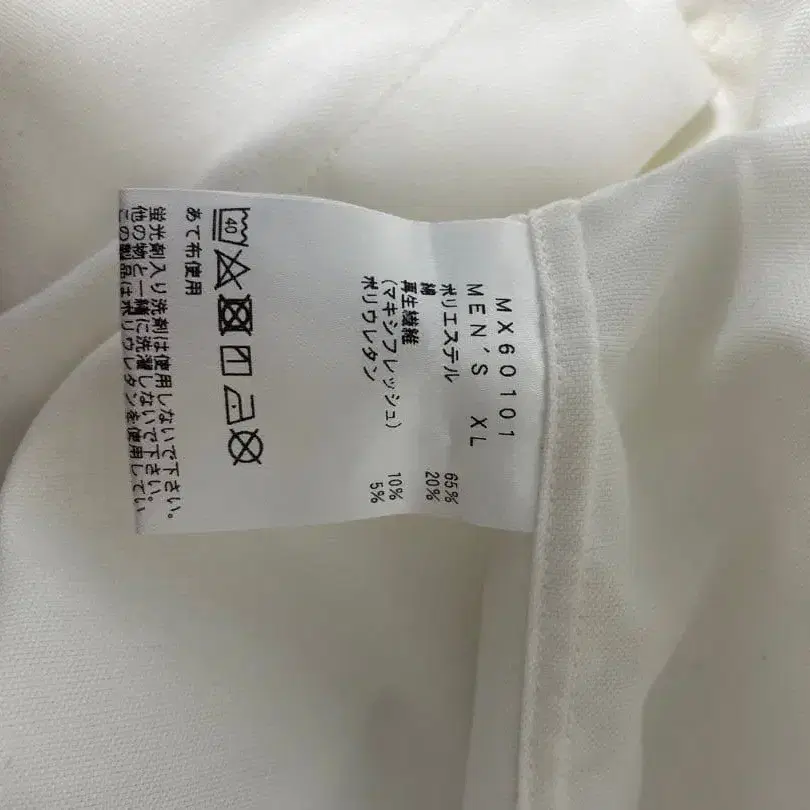 MX60101
MEN'S XL
ポリエステル 65%
綿 20%
再生繊維
(マキシフレッシュ) 10%
ポリウレタン 5%
40
あて布使用
蛍光剤入り洗剤は使用しないで下さい。
他の物と一緒に洗濯しないで下さい。
この製品はポリウレタンを使用してい